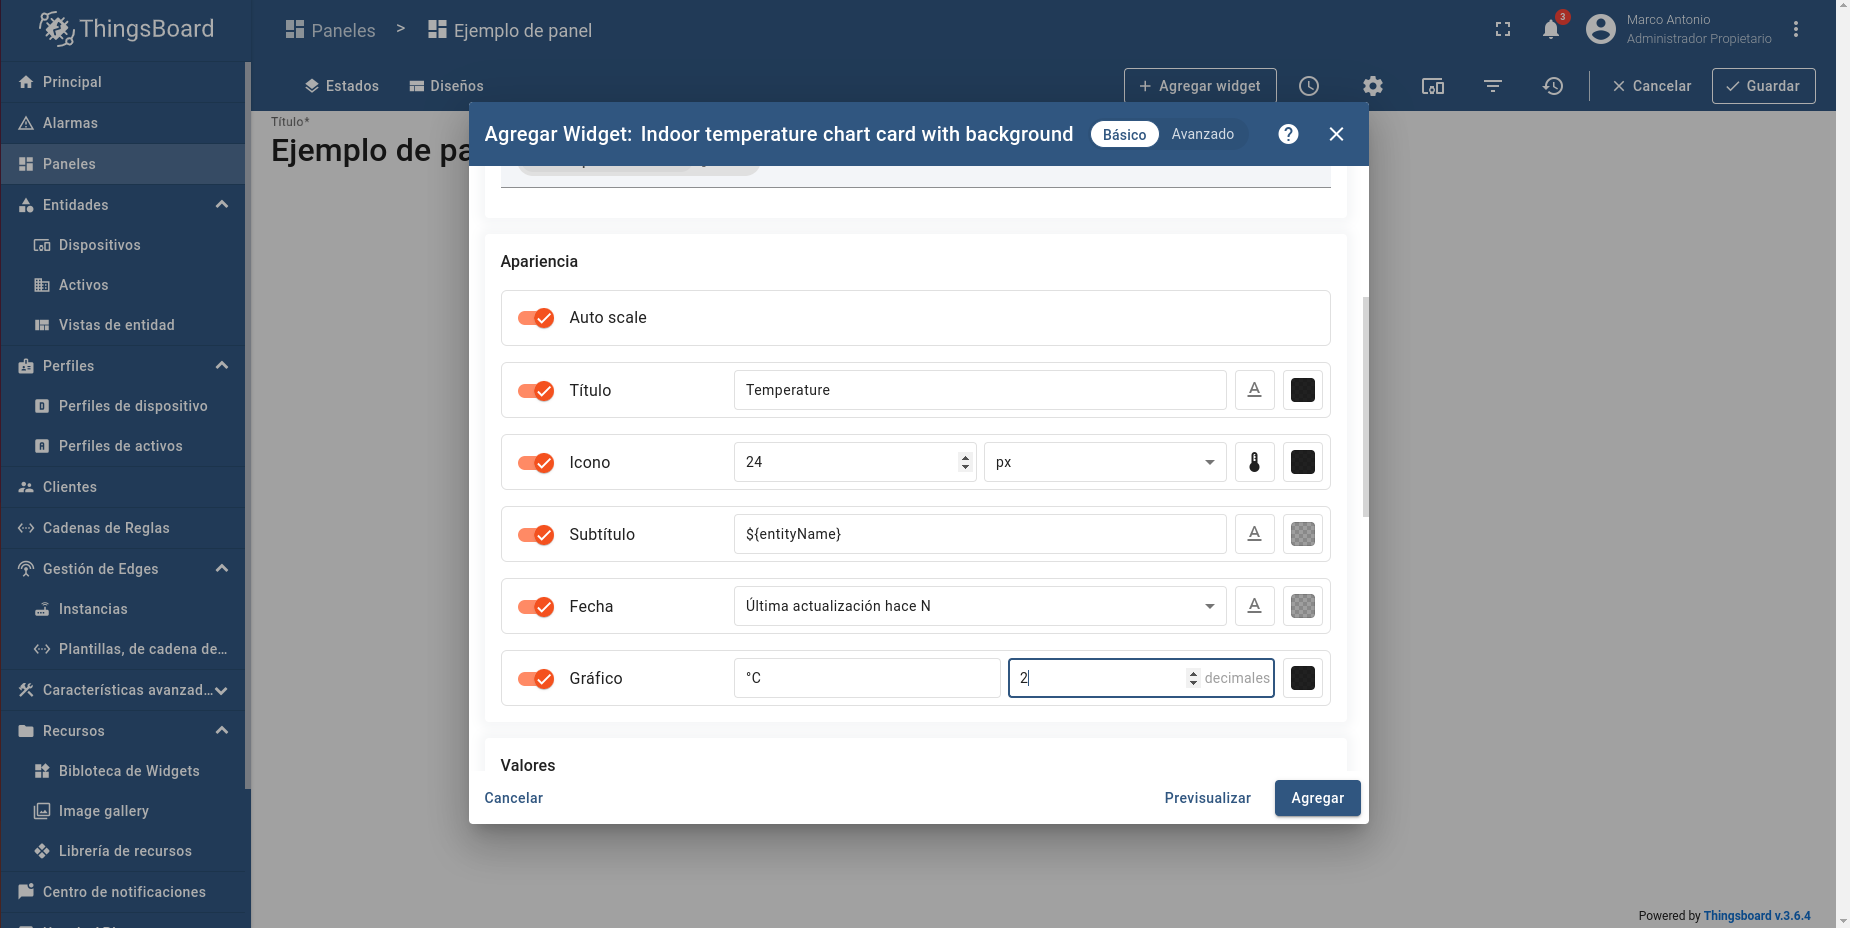 ThingsBoard
Paneles > Ejemplo de panel
3
Marco Antonio
Administrador Propietario
Principal
Alarmas
Paneles
Entidades
Dispositivos
Activos
Vistas de entidad
Perfiles
Perfiles de dispositivo
Perfiles de activos
Clientes
Cadenas de Reglas
Gestión de Edges
Instancias
Plantillas, de cadena de...
Características avanzad...
Recursos
Bibloteca de Widgets
Image gallery
Librería de recursos
Centro de notificaciones
Estados
Diseños
+ Agregar widget
Cancelar
Guardar
Título*
Ejemplo de pa
Agregar Widget: Indoor temperature chart card with background
Básico
Avanzado
?
Apariencia
Auto scale
Título
Temperature
A
Icono
24
px
Subtítulo
${entityName}
A
Fecha
Última actualización hace N
A
Gráfico
°C
2
decimales
Valores
Cancelar
Previsualizar
Agregar
Powered by Thingsboard v.3.6.4